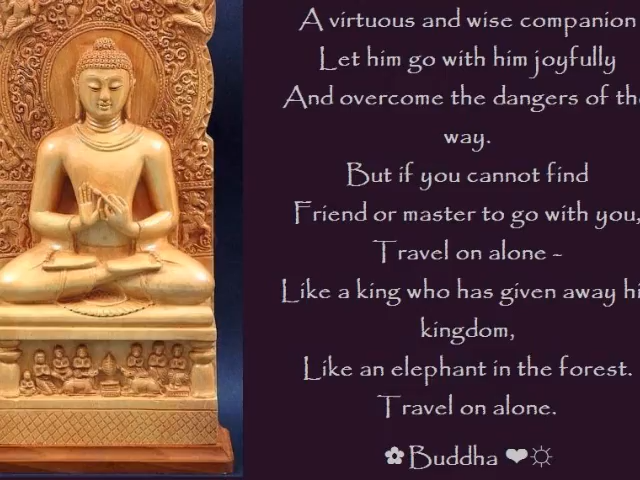 A virtuous and wise companion
Let him go with him joyfully
And overcome the dangers of the
way.
But if you cannot find
Friend or master to go with you,
Travel on alone -
Like a king who has given away hi
kingdom,
Like an elephant in the forest.
Travel on alone.
✿Buddha ❤☼